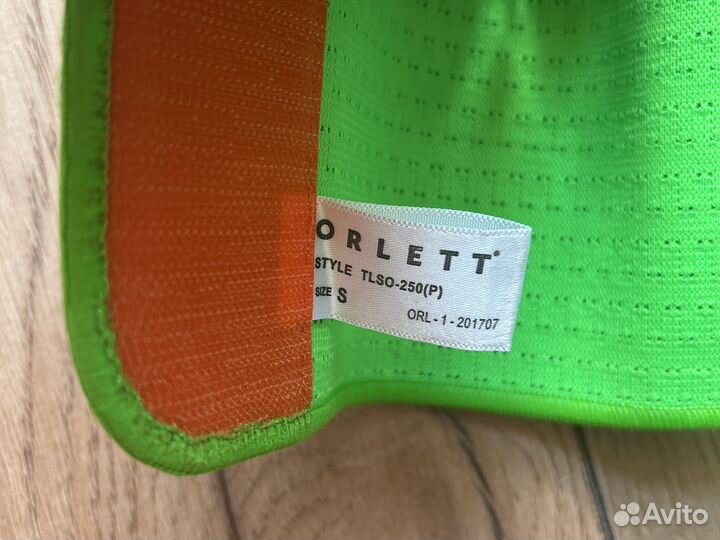 ORLETT®
STYLE TLSO-250(P)
SIZE S
ORL - 1 - 201707
Avito